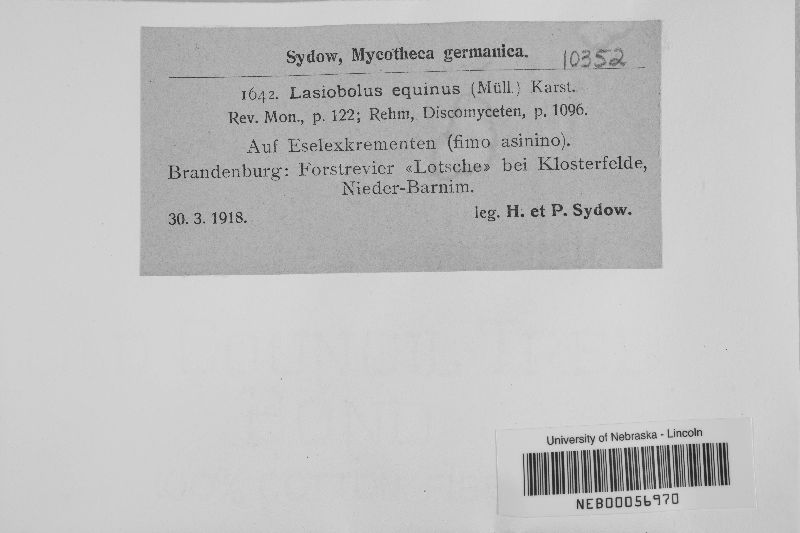 Sydow, Mycotheca germanica.
10352
1642. Lasiobolus equinus (Müll.) Karst.
Rev. Mon., p. 122; Rehm, Discomyceten, p. 1096.
Auf Eselexkrementen (fimo asinino).
Brandenburg: Forstrevier «Lotsche» bei Klosterfelde,
Nieder-Barnim.
30. 3. 1918. leg. H. et P. Sydow.
University of Nebraska - Lincoln
NEB00056970